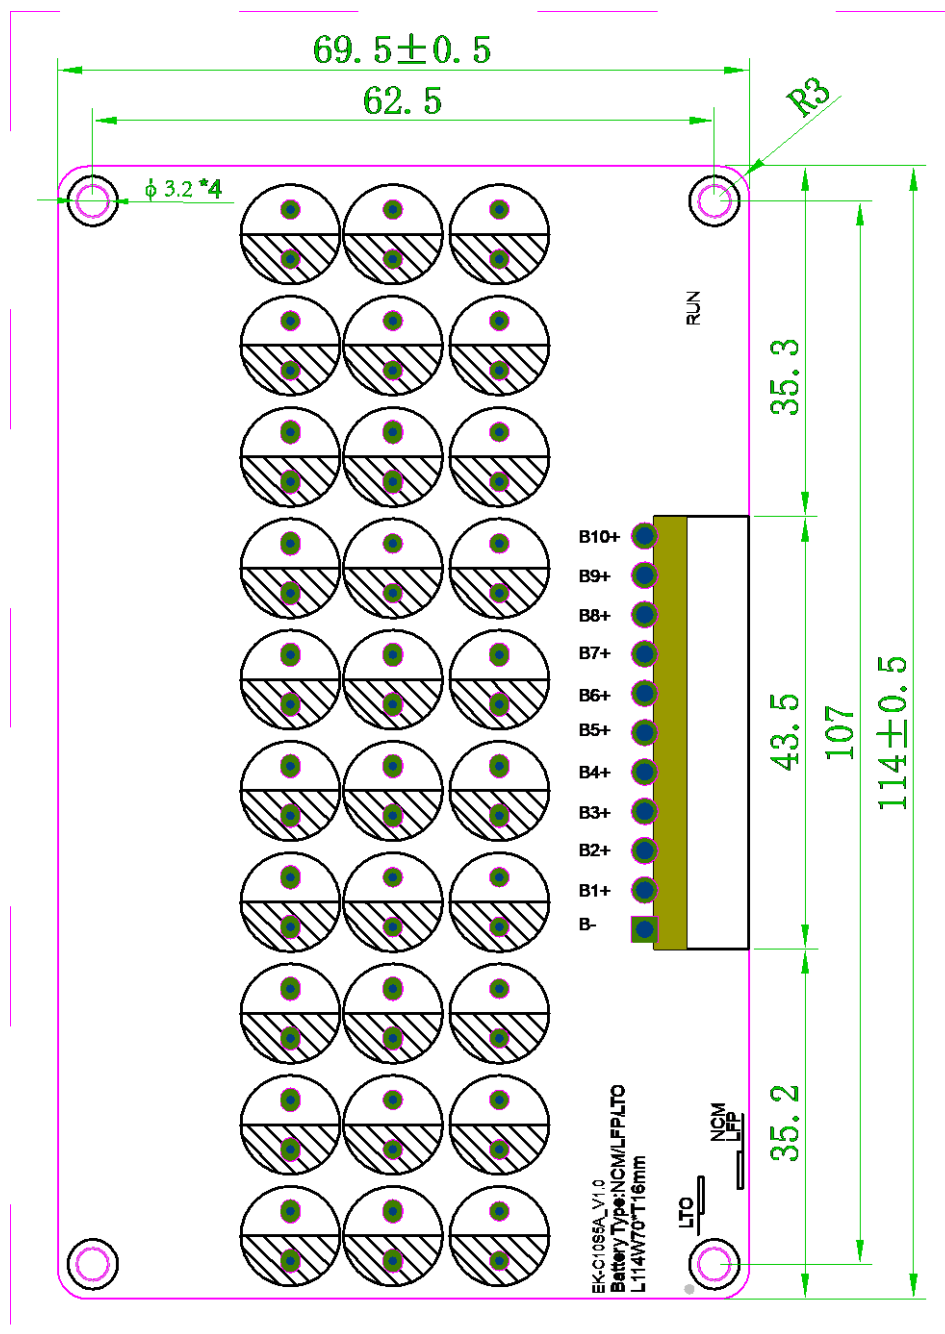 69.5±0.5
62.5
R3
ϕ 3.2 *4
RUN
35.3
B10+
B9+
B8+
B7+
B6+
B5+
B4+
B3+
B2+
B1+
B-
43.5
107
114±0.5
35.2
NCM
LFP
LTO
EK-C10S5A_V1.0
Battery Type:NCM/LFP/LTO
L114W70*T16mm